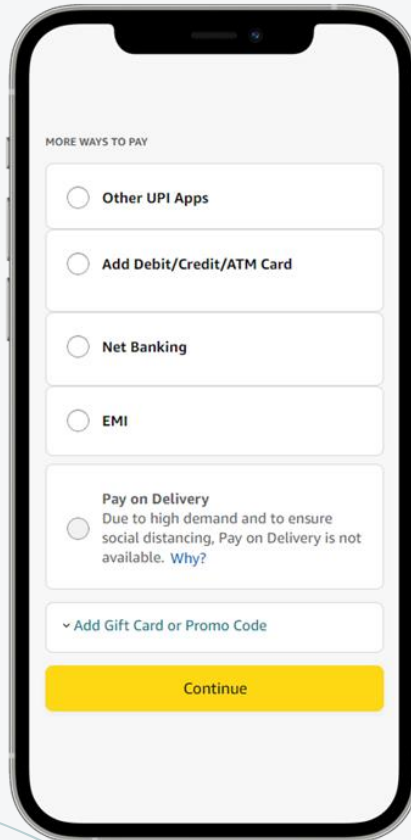 MORE WAYS TO PAY
Other UPI Apps
Add Debit/Credit/ATM Card
Net Banking
EMI
Pay on Delivery
Due to high demand and to ensure
social distancing, Pay on Delivery is not
available. Why?
Add Gift Card or Promo Code
Continue